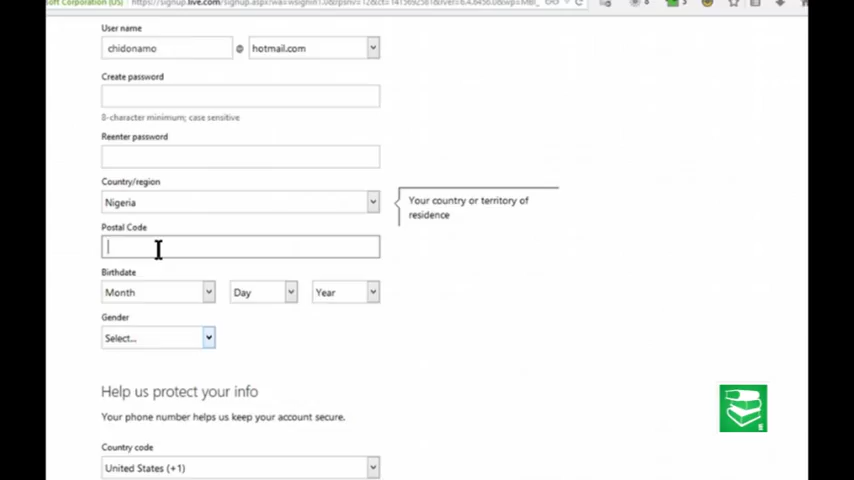 User name
chidonamo @ hotmail.com
Create password
8-character minimum; case sensitive
Reenter password
Country/region
Nigeria
Your country or territory of
residence
Postal Code
Birthdate
Month Day Year
Gender
Select...
Help us protect your info
Your phone number helps us keep your account secure.
Country code
United States (+1)